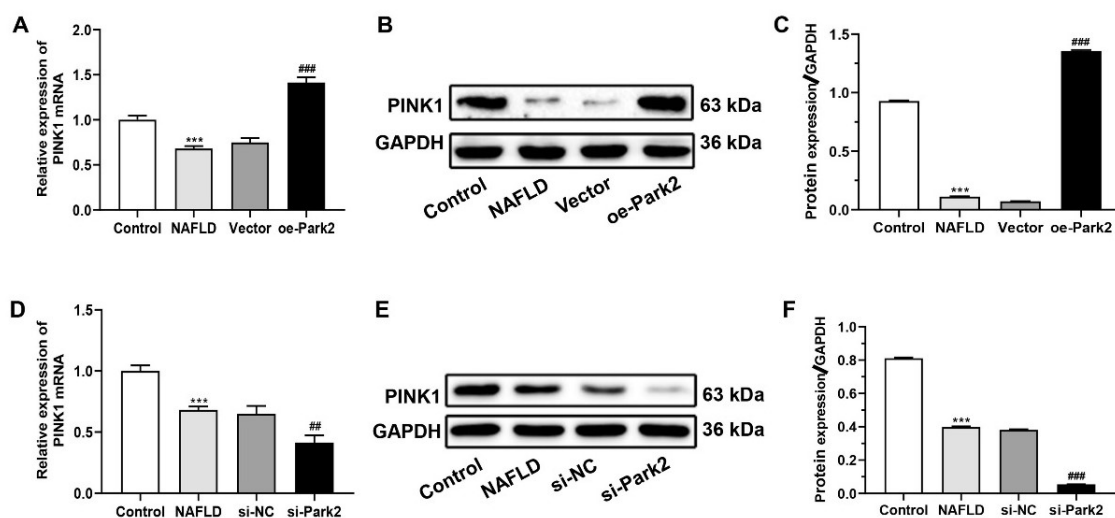 A
Relative expression of
PINK1 mRNA
2.0
1.5
1.0
0.5
0.0
***
###
Control NAFLD Vector oe-Park2
B
PINK1 63 kDa
GAPDH 36 kDa
Control NAFLD Vector oe-Park2
C
Protein expression/GAPDH
1.5
1.0
0.5
0.0
***
###
Control NAFLD Vector oe-Park2
D
Relative expression of
PINK1 mRNA
1.5
1.0
0.5
0.0
***
##
Control NAFLD si-NC si-Park2
E
PINK1 63 kDa
GAPDH 36 kDa
Control NAFLD si-NC si-Park2
F
Protein expression/GAPDH
1.0
0.8
0.6
0.4
0.2
0.0
***
###
Control NAFLD si-NC si-Park2